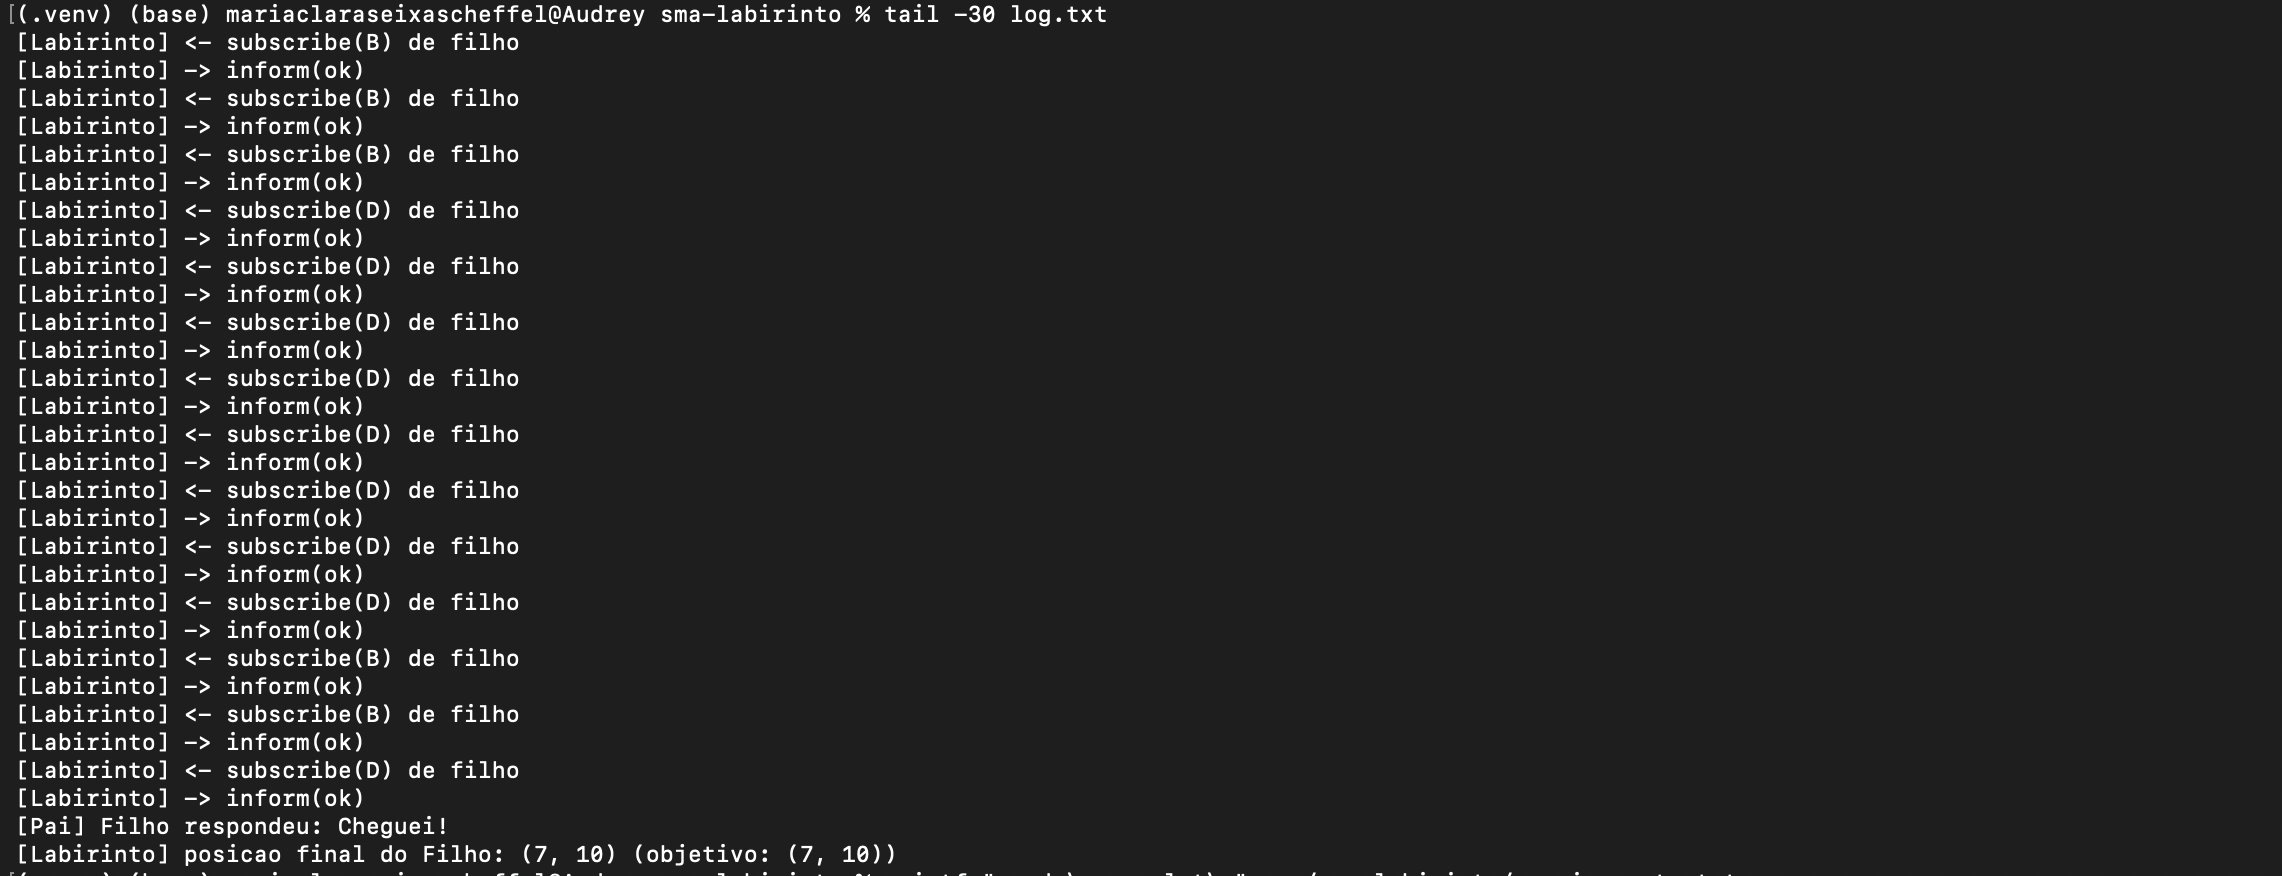 (.venv) (base) mariaclaraseixascheffel@Audrey sma-labirinto % tail -30 log.txt
[Labirinto] <- subscribe(B) de filho
[Labirinto] -> inform(ok)
[Labirinto] <- subscribe(B) de filho
[Labirinto] -> inform(ok)
[Labirinto] <- subscribe(B) de filho
[Labirinto] -> inform(ok)
[Labirinto] <- subscribe(D) de filho
[Labirinto] -> inform(ok)
[Labirinto] <- subscribe(D) de filho
[Labirinto] -> inform(ok)
[Labirinto] <- subscribe(D) de filho
[Labirinto] -> inform(ok)
[Labirinto] <- subscribe(D) de filho
[Labirinto] -> inform(ok)
[Labirinto] <- subscribe(D) de filho
[Labirinto] -> inform(ok)
[Labirinto] <- subscribe(D) de filho
[Labirinto] -> inform(ok)
[Labirinto] <- subscribe(D) de filho
[Labirinto] -> inform(ok)
[Labirinto] <- subscribe(D) de filho
[Labirinto] -> inform(ok)
[Labirinto] <- subscribe(B) de filho
[Labirinto] -> inform(ok)
[Labirinto] <- subscribe(B) de filho
[Labirinto] -> inform(ok)
[Labirinto] <- subscribe(D) de filho
[Labirinto] -> inform(ok)
[Pai] Filho respondeu: Cheguei!
[Labirinto] posicao final do Filho: (7, 10) (objetivo: (7, 10))